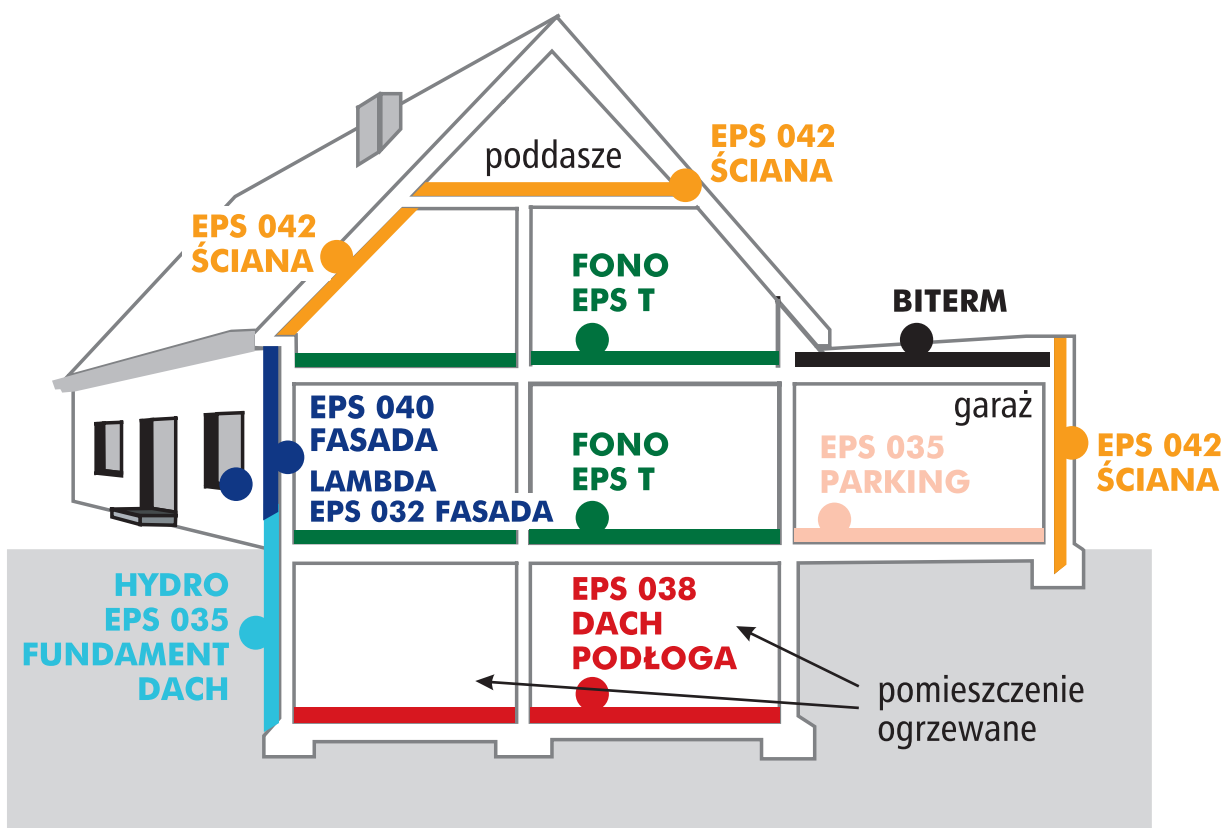 poddasze
EPS 042
ŚCIANA
EPS 042
ŚCIANA
FONO
EPS T
BITERM
EPS 040
FASADA
LAMBDA
EPS 032 FASADA
FONO
EPS T
garaż
EPS 035
PARKING
EPS 042
ŚCIANA
HYDRO
EPS 035
FUNDAMENT
DACH
EPS 038
DACH
PODŁOGA
pomieszczenie
ogrzewane